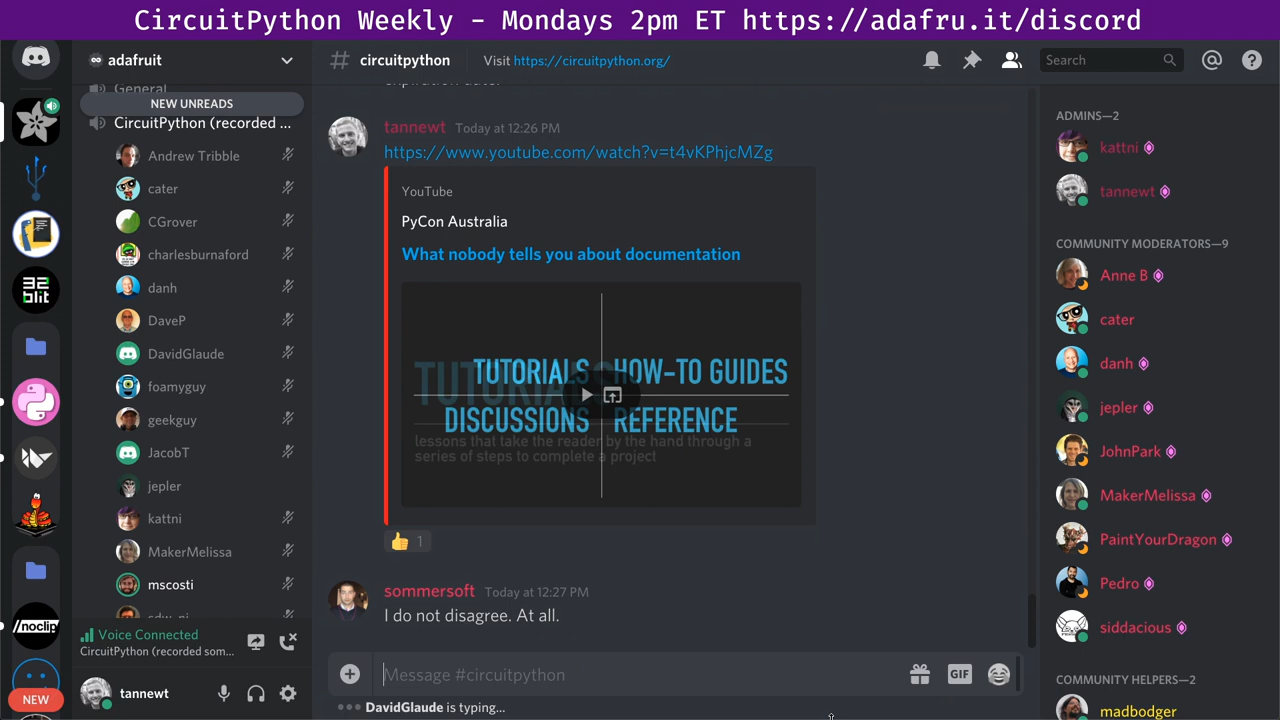 CircuitPython Weekly - Mondays 2pm ET https://adafru.it/discord
adafruit
General
NEW UNREADS
CircuitPython (recorded ...
Andrew Tribble
cater
CGrover
charlesburnaford
danh
DaveP
DavidGlaude
foamyguy
geekguy
JacobT
jepler
kattni
MakerMelissa
mscosti
Voice Connected
CircuitPython (recorded som...
tannewt
32
blit
/noclip
NEW
# circuitpython
Visit https://circuitpython.org/
Search
expiration date.
tannewt Today at 12:26 PM
https://www.youtube.com/watch?v=t4vKPhjcMZg
YouTube
PyCon Australia
What nobody tells you about documentation
TUTORIALS HOW-TO GUIDES
DISCUSSIONS REFERENCE
lessons that take the reader by the hand through a
series of steps to complete a project
1
sommersoft Today at 12:27 PM
I do not disagree. At all.
Message #circuitpython
GIF
DavidGlaude is typing...
ADMINS—2
kattni
tannewt
COMMUNITY MODERATORS—9
Anne B
cater
danh
jepler
JohnPark
MakerMelissa
PaintYourDragon
Pedro
siddacious
COMMUNITY HELPERS—2
madbodger